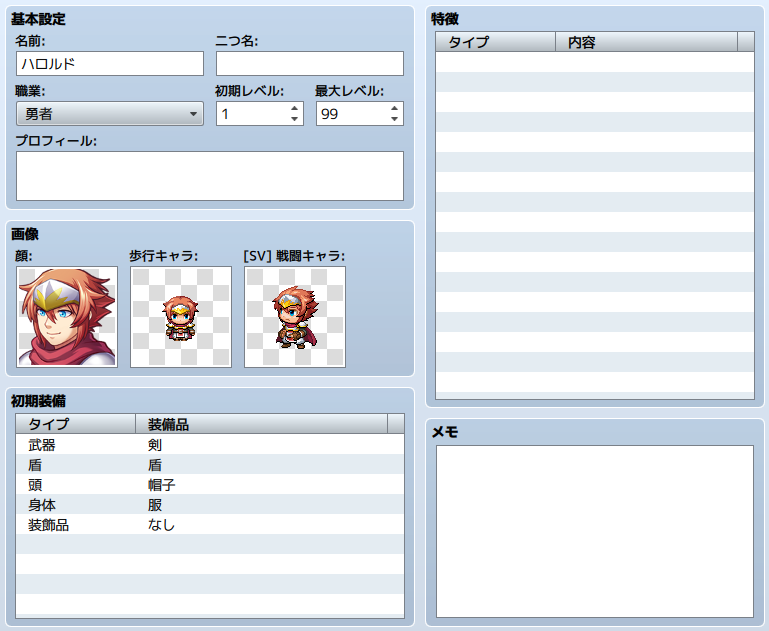 基本設定
名前:
二つ名:
ハロルド
職業:
初期レベル:
最大レベル:
勇者
1
99
プロフィール:
画像
顔:
歩行キャラ:
[SV] 戦闘キャラ:
初期装備
タイプ 装備品
武器 剣
盾 盾
頭 帽子
身体 服
装飾品 なし
特徴
タイプ 内容
メモ